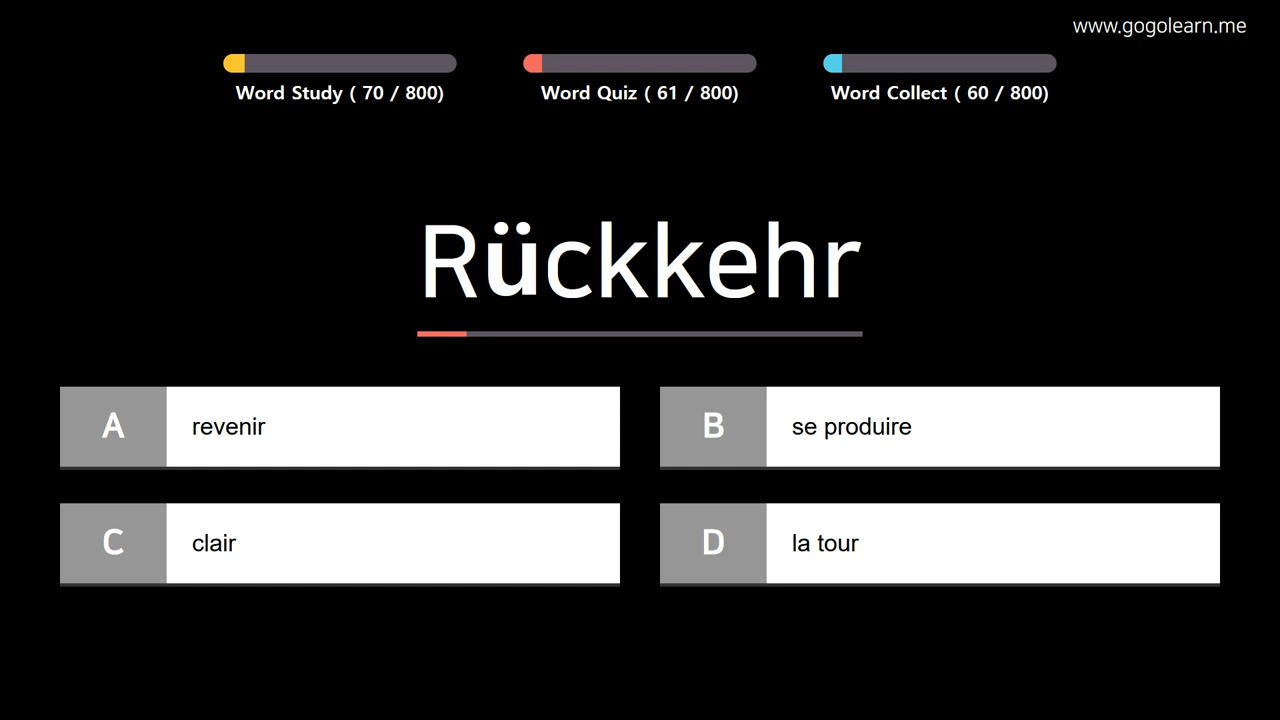 www.gogolearn.me
Word Study ( 70 / 800)
Word Quiz ( 61 / 800)
Word Collect ( 60 / 800)
Rückkehr
A revenir
B se produire
C clair
D la tour